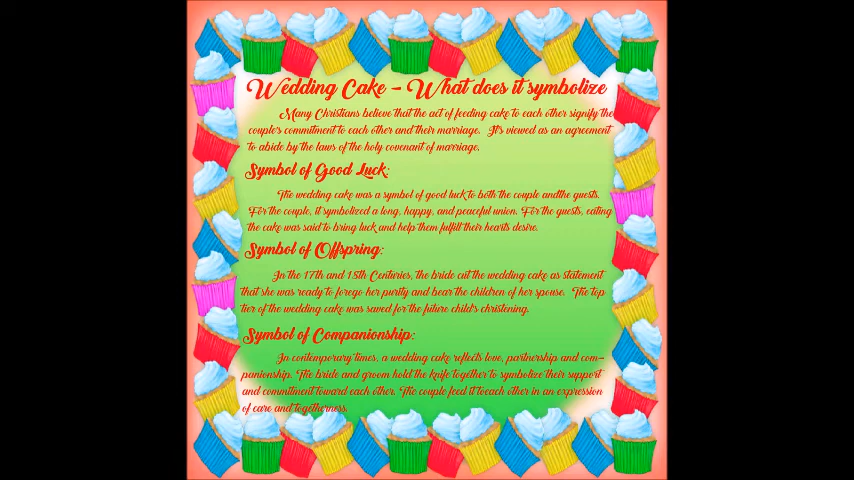 Wedding Cake - What does it symbolize
Many Christians believe that the act of feeding cake to each other signify the
couple's commitment to each other and their marriage. It's viewed as an agreement
to abide by the laws of the holy covenant of marriage.
Symbol of Good Luck:
The wedding cake was a symbol of good luck to both the couple andthe guests.
For the couple, it symbolized a long, happy, and peaceful union. For the guests, eating
the cake was said to bring luck and help them fulfill their hearts desire.
Symbol of Offspring:
In the 17th and 18th Centuries, the bride cut the wedding cake as statement
that she was ready to forego her purity and bear the children of her spouse. The top
tier of the wedding cake was saved for the future child's christening.
Symbol of Companionship:
In contemporary times, a wedding cake reflects love, partnership and com-
panionship. The bride and groom hold the knife together to symbolize their support
and commitment toward each other. The couple feed it toeach other in an expression
of care and togetherness.